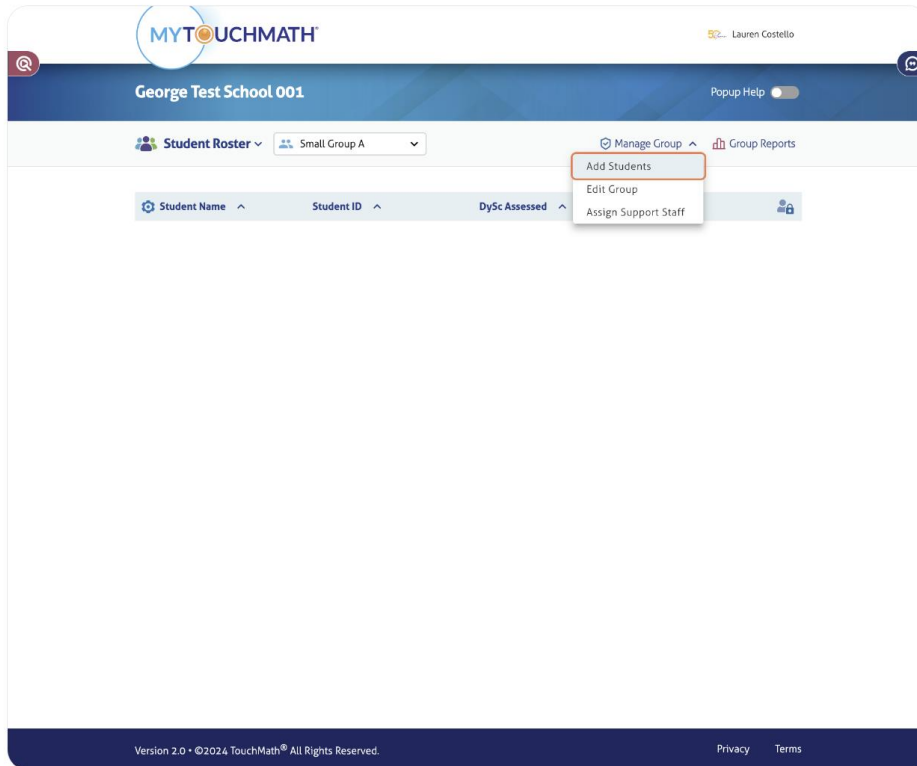 MYTOUCHMATH
Lauren Costello
George Test School 001
Popup Help
Student Roster
Small Group A
Manage Group
Group Reports
Add Students
Edit Group
Assign Support Staff
Student Name
Student ID
DySc Assessed
Version 2.0 • ©2024 TouchMath® All Rights Reserved.
Privacy
Terms